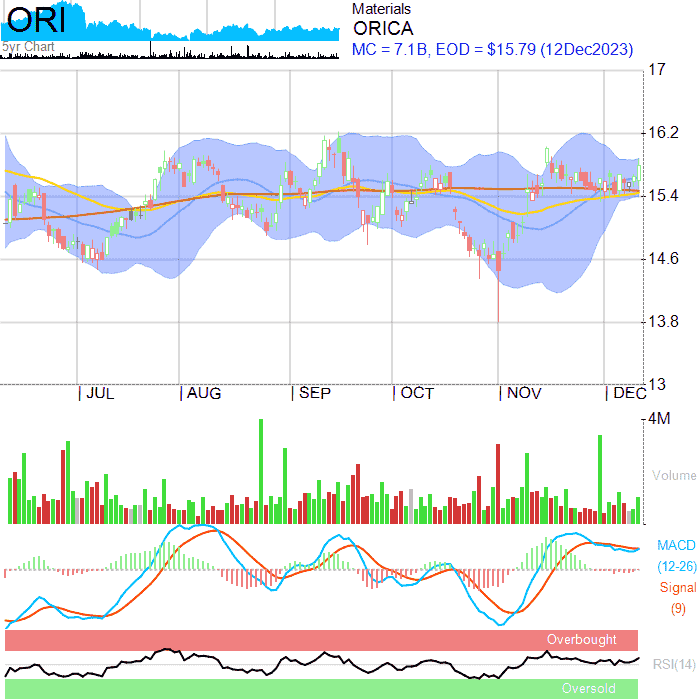 ORI
5yr Chart
Materials
ORICA
MC = 7.1B, EOD = $15.79 (12Dec2023)
17
16.2
15.4
14.6
13.8
13
JUL AUG SEP OCT NOV DEC
4M
Volume
MACD
(12-26)
Signal
(9)
Overbought
RSI(14)
Oversold